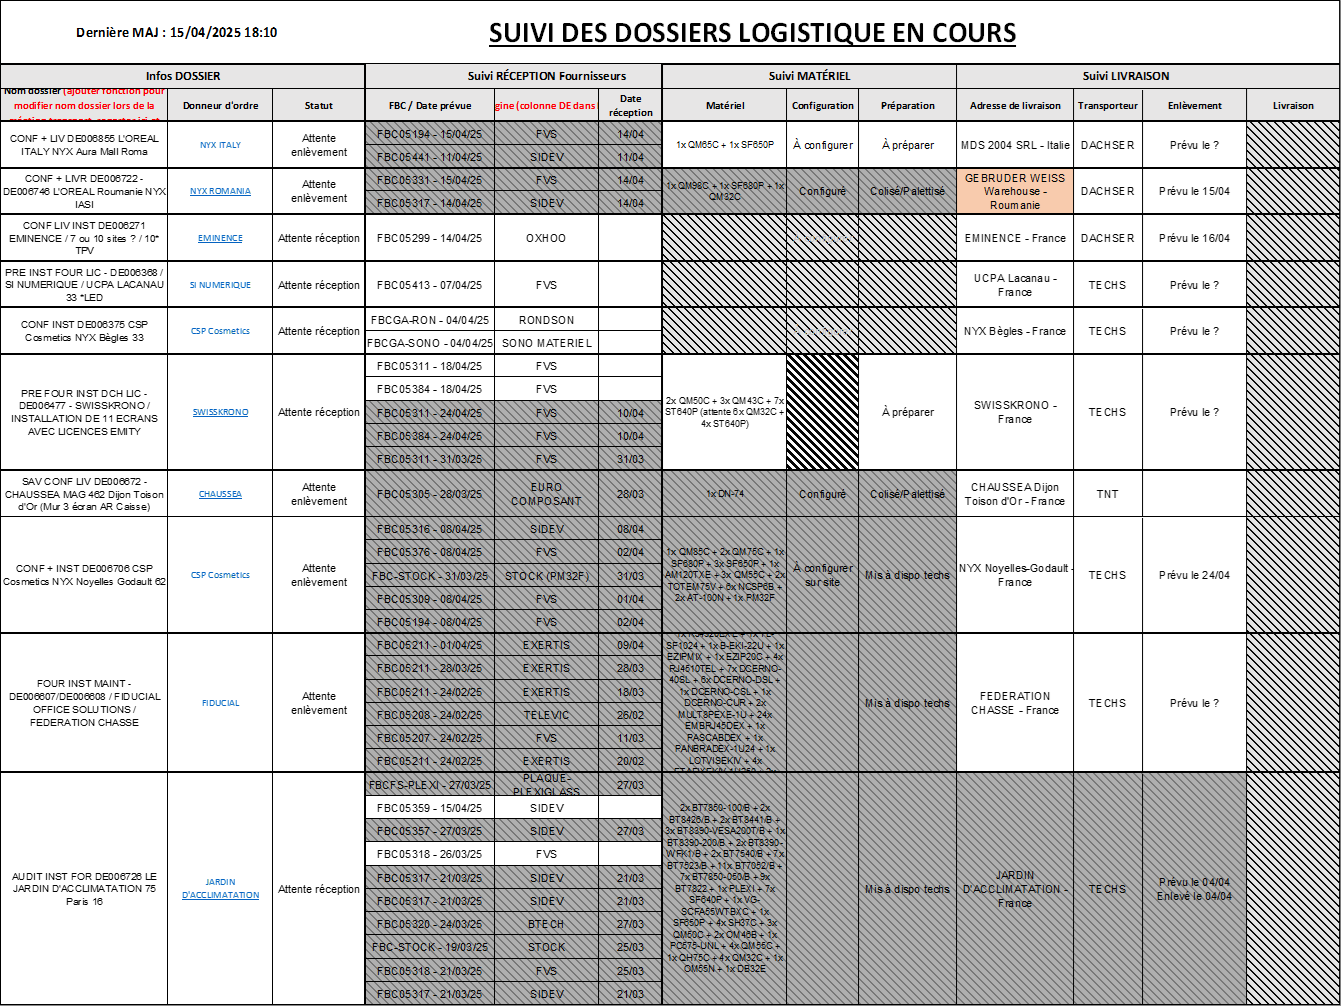 Dernière MAJ : 15/04/2025 18:10
SUIVI DES DOSSIERS LOGISTIQUE EN COURS
Infos DOSSIER
Suivi RÉCEPTION Fournisseurs
Suivi MATÉRIEL
Suivi LIVRAISON
Nom dossier (ajouter fonction pour
modifier nom dossier lors de la
Donneur d'ordre
Statut
FBC / Date prévue
gine (colonne DE dans
Date
réception
Matériel
Configuration
Préparation
Adresse de livraison
Transporteur
Enlèvement
Livraison
CONF + LIV DE006855 L'OREAL
ITALY NYX Aura Mall Roma
NYX ITALY
Attente
enlèvement
FBC05194 - 15/04/25
FVS
14/04
FBC05441 - 11/04/25
SIDEV
11/04
1x QM65C + 1x SF650P
À configurer
À préparer
MDS 2004 SRL - Italie
DACHSER
Prévu le ?
CONF + LIVR DE006722 -
DE006746 L'OREAL Roumanie NYX
IASI
NYX ROMANIA
Attente
enlèvement
FBC05331 - 15/04/25
FVS
14/04
FBC05317 - 14/04/25
SIDEV
14/04
1x QM98C + 1x SF680P + 1x
QM32C
Configuré
Colisé/Palettisé
GEBRUDER WEISS
Warehouse -
Roumanie
DACHSER
Prévu le 15/04
CONF LIV INST DE006271
EMINENCE / 7 ou 10 sites ? / 10*
TPV
EMINENCE
Attente réception
FBC05299 - 14/04/25
OXHOO
EMINENCE - France
DACHSER
Prévu le 16/04
PRE INST FOUR LIC - DE006368 /
SI NUMERIQUE / UCPA LACANAU
33 *LED
SI NUMERIQUE
Attente réception
FBC05413 - 07/04/25
FVS
UCPA Lacanau -
France
TECHS
Prévu le ?
CONF INST DE006375 CSP
Cosmetics NYX Bègles 33
CSP Cosmetics
Attente réception
FBCGA-RON - 04/04/25
RONDSON
FBCGA-SONO - 04/04/25
SONO MATERIEL
NYX Bègles - France
TECHS
Prévu le ?
PRE FOUR INST DCH LIC -
DE006477 - SWISSKRONO /
INSTALLATION DE 11 ECRANS
AVEC LICENCES EMITY
SWISSKRONO
Attente réception
FBC05311 - 18/04/25
FVS
FBC05384 - 18/04/25
FVS
FBC05311 - 24/04/25
FVS
10/04
FBC05384 - 24/04/25
FVS
10/04
FBC05311 - 31/03/25
FVS
31/03
2x QM50C + 3x QM43C + 7x
ST640P (attente 6x QM32C +
4x ST640P)
À préparer
SWISSKRONO -
France
TECHS
Prévu le ?
SAV CONF LIV DE006672 -
CHAUSSEA MAG 462 Dijon Toison
d'Or (Mur 3 écran AR Caisse)
CHAUSSEA
Attente
enlèvement
FBC05305 - 28/03/25
EURO
COMPOSANT
28/03
1x DN-74
Configuré
Colisé/Palettisé
CHAUSSEA Dijon
Toison d'Or - France
TNT
CONF + INST DE006706 CSP
Cosmetics NYX Noyelles Godault 62
CSP Cosmetics
Attente
enlèvement
FBC05316 - 08/04/25
SIDEV
08/04
FBC05376 - 08/04/25
FVS
02/04
FBC-STOCK - 31/03/25
STOCK (PM32F)
31/03
FBC05309 - 08/04/25
FVS
01/04
FBC05194 - 08/04/25
FVS
02/04
1x QM85C + 2x QM75C + 1x
SF680P + 3x SF650P + 1x
AM120TXE + 3x QM55C + 2x
TOTEM75V + 6x NCSP6B +
2x AT-100N + 1x PM32F
À configurer
sur site
Mis à dispo techs
NYX Noyelles-Godault -
France
TECHS
Prévu le 24/04
FOUR INST MAINT -
DE006607/DE006608 / FIDUCIAL
OFFICE SOLUTIONS /
FEDERATION CHASSE
FIDUCIAL
Attente
enlèvement
FBC05211 - 01/04/25
EXERTIS
09/04
FBC05211 - 28/03/25
EXERTIS
28/03
FBC05211 - 24/02/25
EXERTIS
18/03
FBC05208 - 24/02/25
TELEVIC
26/02
FBC05207 - 24/02/25
FVS
11/03
FBC05211 - 24/02/25
EXERTIS
20/02
SF1024 + 1x B-EKI-22U + 1x
EZIPMIX + 1x EZIP20C + 4x
RJ4510TEL + 7x DCERNO-
40SL + 6x DCERNO-DSL +
1x DCERNO-CSL + 1x
DCERNO-CUR + 2x
MULT8PEXE-1U + 24x
EMBRJ45DEX + 1x
PASCABDEX + 1x
PANBRADEX-1U24 + 1x
LOTVISEKIV + 4x
Mis à dispo techs
FEDERATION
CHASSE - France
TECHS
Prévu le ?
AUDIT INST FOR DE006726 LE
JARDIN D'ACCLIMATATION 75
Paris 16
JARDIN
D'ACCLIMATATION
Attente réception
FBCFS-PLEXI - 27/03/25
PLAQUE-
PLEXIGLASS
27/03
FBC05359 - 15/04/25
SIDEV
FBC05357 - 27/03/25
SIDEV
27/03
FBC05318 - 26/03/25
FVS
FBC05317 - 21/03/25
SIDEV
21/03
FBC05317 - 21/03/25
SIDEV
21/03
FBC05320 - 24/03/25
BTECH
27/03
FBC-STOCK - 19/03/25
STOCK
25/03
FBC05318 - 21/03/25
FVS
25/03
FBC05317 - 21/03/25
SIDEV
21/03
2x BT7850-100/B + 2x
BT8426/B + 2x BT8441/B +
3x BT8390-VESA200T/B + 1x
BT8390-200/B + 2x BT8390-
WFK1/B + 2x BT7540/B + 7x
BT7523/B + 11x BT7052/B +
7x BT7850-050/B + 9x
BT7822 + 1x PLEXI + 7x
SF640P + 1x VG-
SCFA55WTBXC + 1x
SF650P + 4x SH37C + 3x
QM50C + 2x OM46B + 1x
PC575-UNL + 4x QM55C +
1x QH75C + 4x QM32C + 1x
OM55N + 1x DB32E
Mis à dispo techs
JARDIN
D'ACCLIMATATION -
France
TECHS
Prévu le 04/04
Enlevé le 04/04